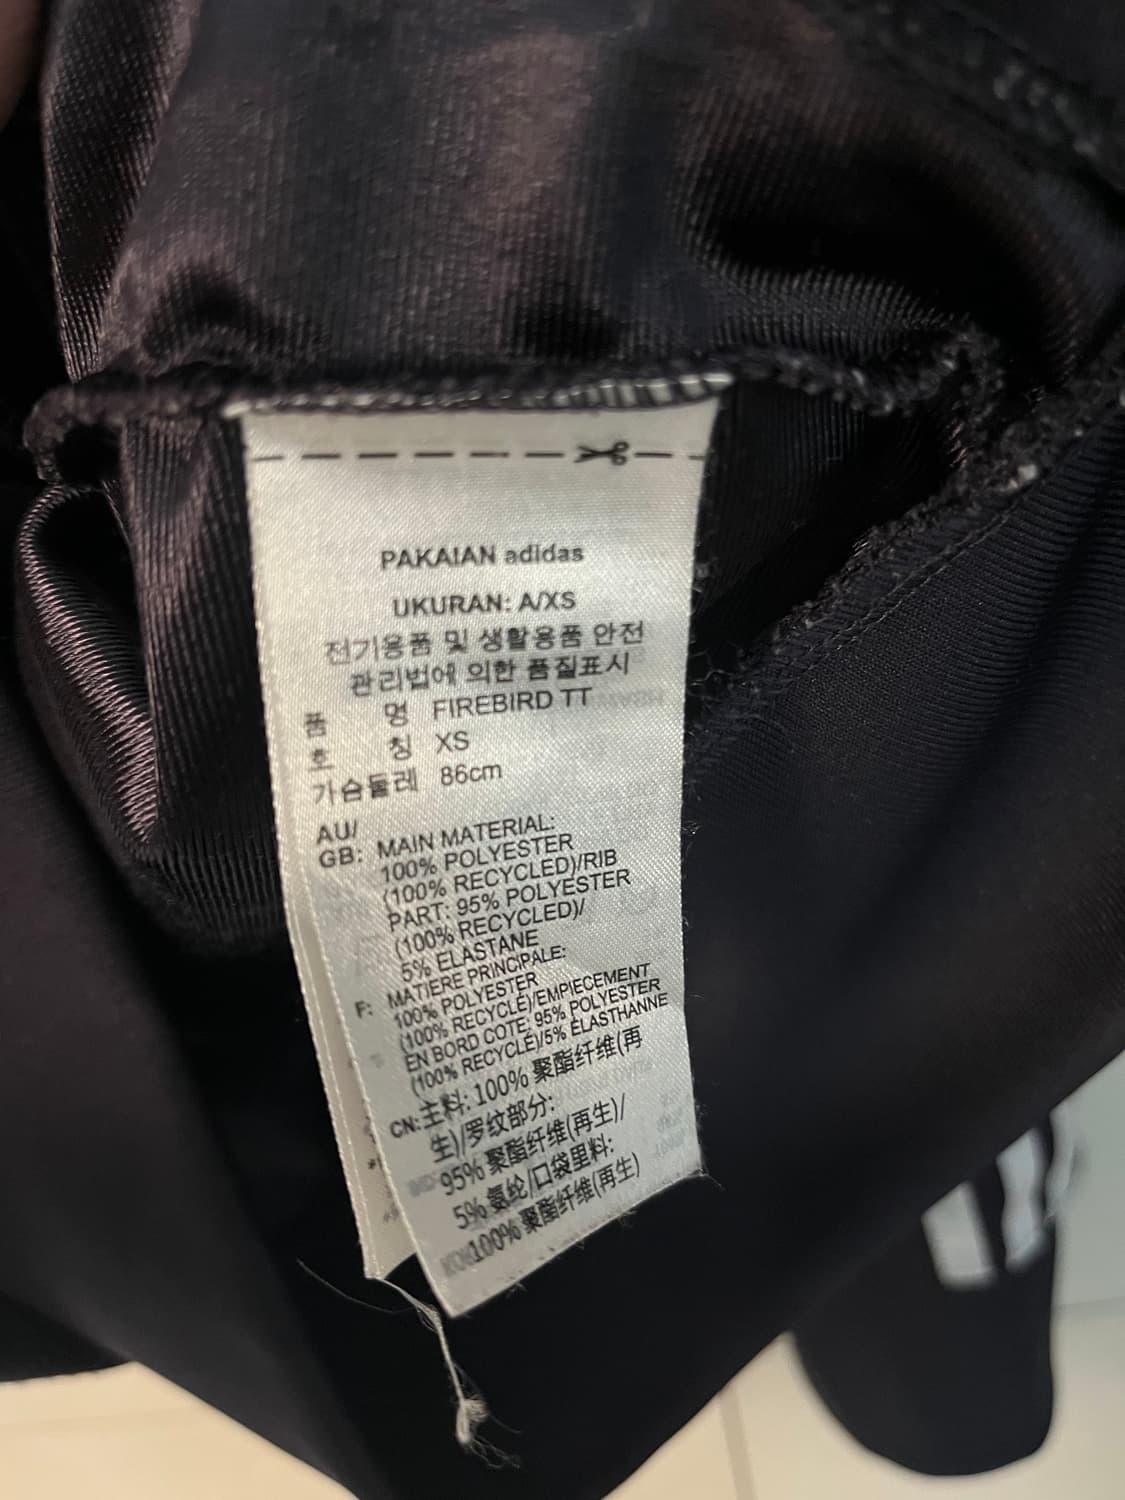 PAKAIAN adidas
UKURAN: A/XS
전기용품 및 생활용품 안전
관리법에 의한 품질표시
품 명 FIREBIRD TT
호 칭 XS
가슴둘레 86cm
AU/
GB: MAIN MATERIAL:
100% POLYESTER
(100% RECYCLED)/RIB
PART: 95% POLYESTER
(100% RECYCLED)/
5% ELASTANE
F: MATIERE PRINCIPALE:
100% POLYESTER
(100% RECYCLÉ)/EMPIECEMENT
EN BORD COTE: 95% POLYESTER
(100% RECYCLÉ)/5% ÉLASTHANNE
CN:主料: 100% 聚酯纤维(再
生)/罗纹部分:
95% 聚酯纤维(再生)/
5% 氨纶/口袋里料:
100% 聚酯纤维(再生)